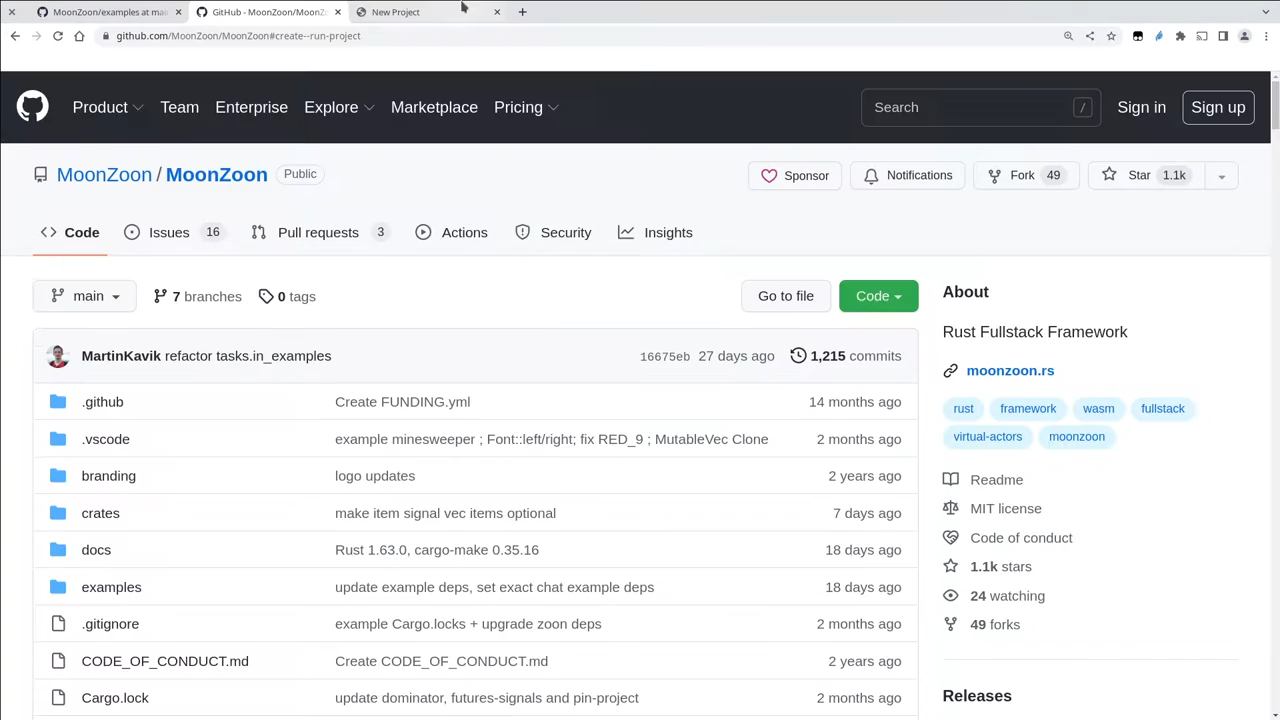 MoonZoon/examples at mai
GitHub - MoonZoon/MoonZ
New Project
github.com/MoonZoon/MoonZoon#create--run-project
Product Team Enterprise Explore Marketplace Pricing Search / Sign in Sign up
MoonZoon / MoonZoon Public Sponsor Notifications Fork 49 Star 1.1k
Code Issues 16 Pull requests 3 Actions Security Insights
main 7 branches 0 tags Go to file Code
MartinKavik refactor tasks.in_examples 16675eb 27 days ago 1,215 commits
.github Create FUNDING.yml 14 months ago
.vscode example minesweeper ; Font::left/right; fix RED_9 ; MutableVec Clone 2 months ago
branding logo updates 2 years ago
crates make item signal vec items optional 7 days ago
docs Rust 1.63.0, cargo-make 0.35.16 18 days ago
examples update example deps, set exact chat example deps 18 days ago
.gitignore example Cargo.locks + upgrade zoon deps 2 months ago
CODE_OF_CONDUCT.md Create CODE_OF_CONDUCT.md 2 years ago
Cargo.lock update dominator, futures-signals and pin-project 2 months ago
About
Rust Fullstack Framework
moonzoon.rs
rust framework wasm fullstack
virtual-actors moonzoon
Readme
MIT license
Code of conduct
1.1k stars
24 watching
49 forks
Releases